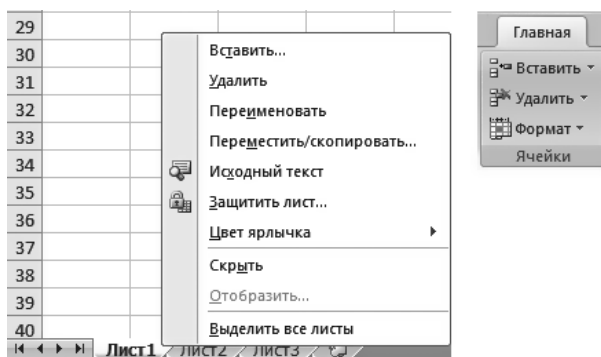 29
30
31
32
33
34
35
36
37
38
39
40
Вставить...
Удалить
Переименовать
Переместить/скопировать...
Исходный текст
Защитить лист...
Цвет ярлычка
Скрыть
Отобразить...
Выделить все листы
Лист1 Лист2 Лист3
Главная
Вставить
Удалить
Формат
Ячейки